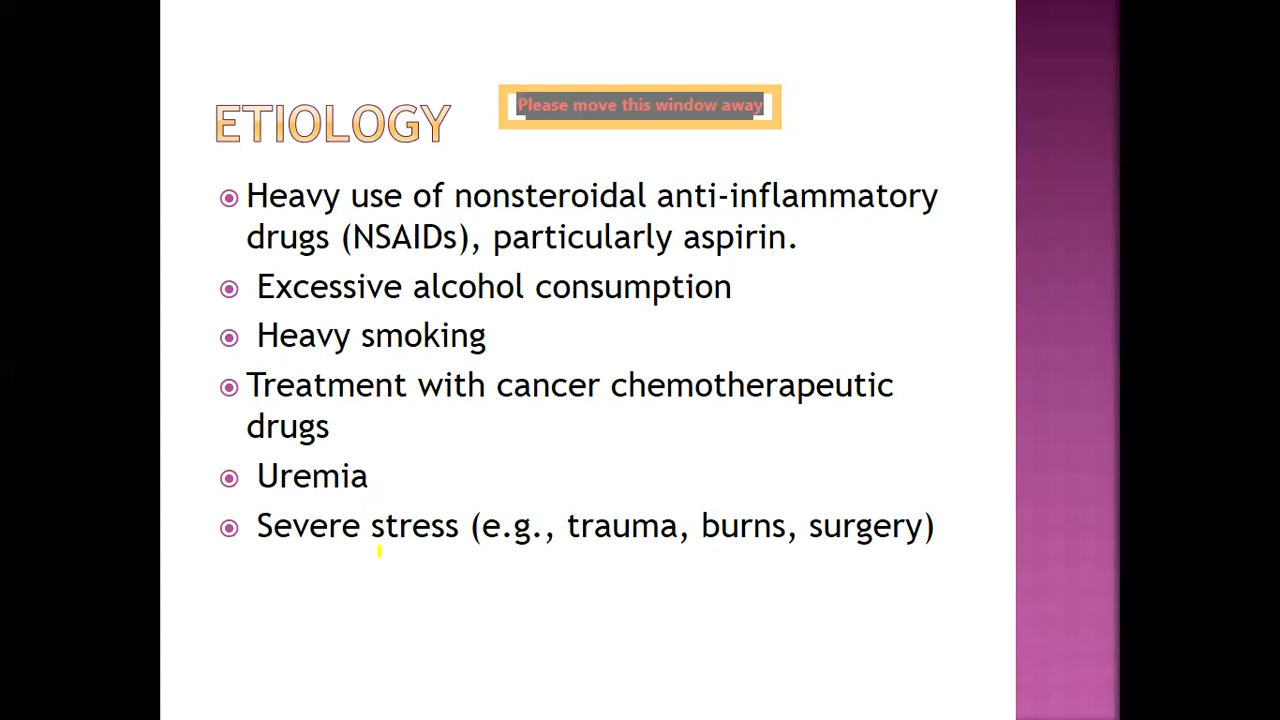 ETIOLOGY
Please move this window away
Heavy use of nonsteroidal anti-inflammatory
drugs (NSAIDs), particularly aspirin.
Excessive alcohol consumption
Heavy smoking
Treatment with cancer chemotherapeutic
drugs
Uremia
Severe stress (e.g., trauma, burns, surgery)